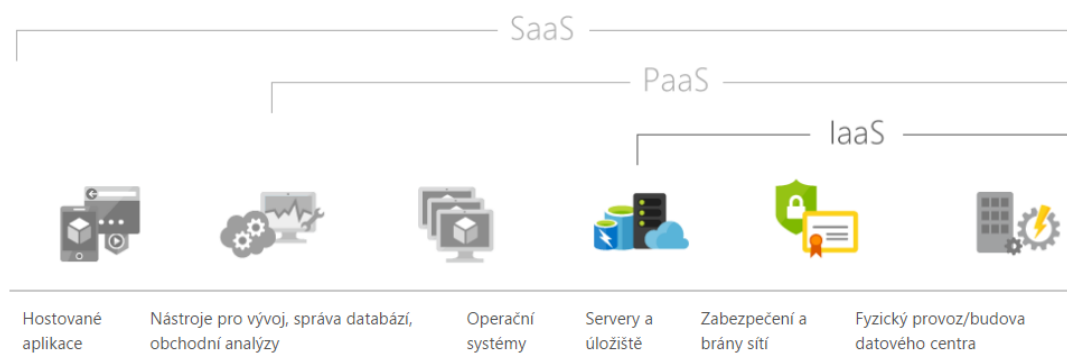 SaaS
PaaS
IaaS
Hostované
aplikace
Nástroje pro vývoj, správa databází,
obchodní analýzy
Operační
systémy
Servery a
úložiště
Zabezpečení a
brány sítí
Fyzický provoz/budova
datového centra